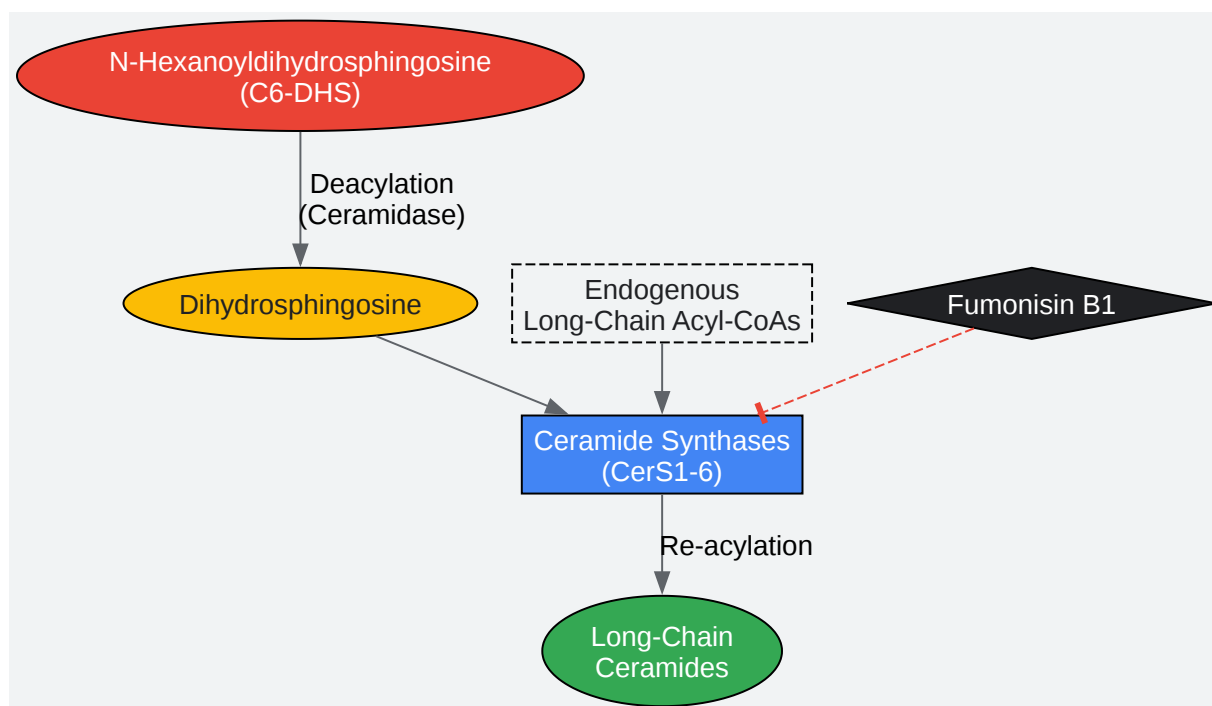 N-Hexanoyldihydrosphingosine
(C6-DHS)
Deacylation
(Ceramidase)
Dihydrosphingosine
Endogenous
Long-Chain Acyl-CoAs
Fumonisin B1
Ceramide Synthases
(CerS1-6)
Re-acylation
Long-Chain
Ceramides